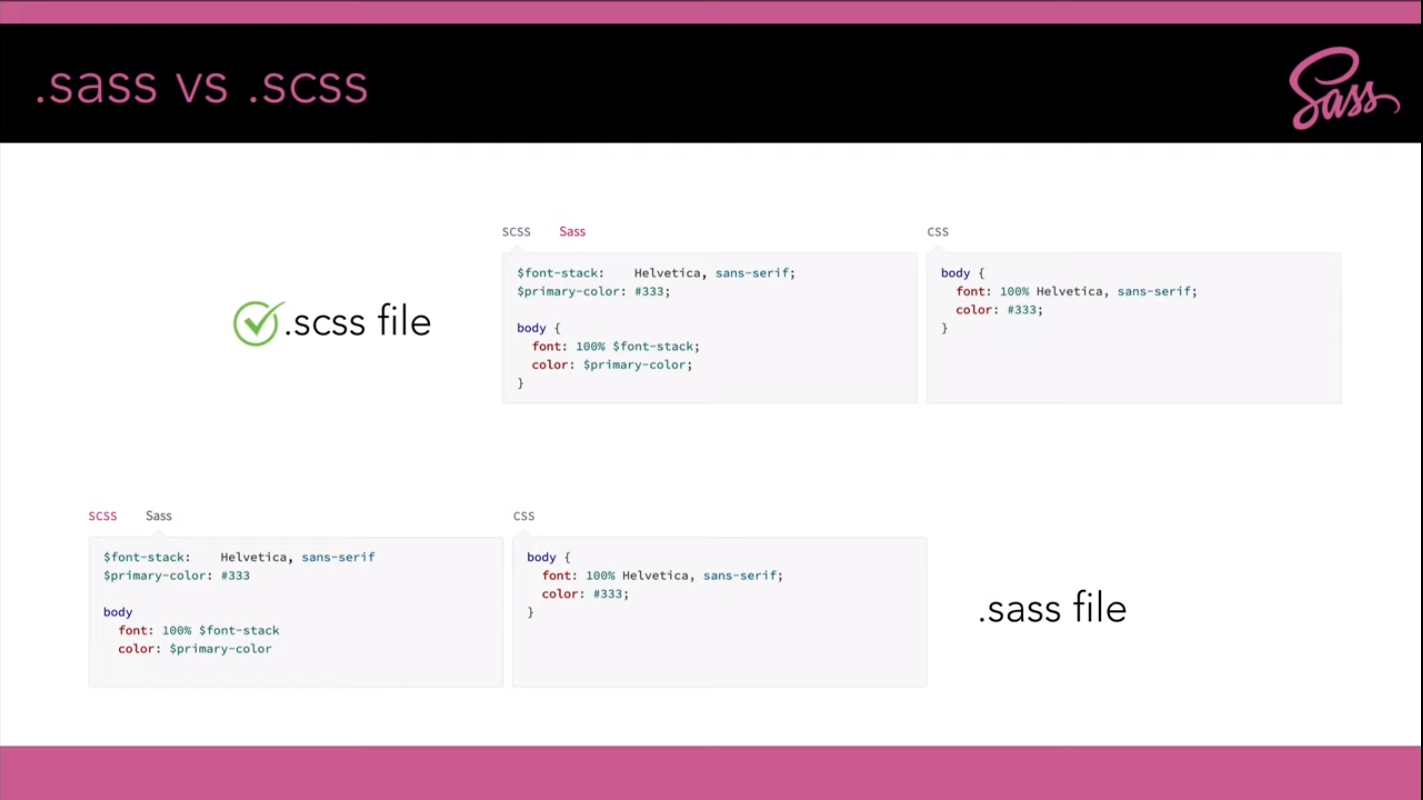 .sass vs .scss
Sass
SCSS Sass
$font-stack:    Helvetica, sans-serif;
$primary-color: #333;
body {
  font: 100% $font-stack;
  color: $primary-color;
}
CSS
body {
  font: 100% Helvetica, sans-serif;
  color: #333;
}
.scss file
SCSS Sass
$font-stack:    Helvetica, sans-serif
$primary-color: #333
body
  font: 100% $font-stack
  color: $primary-color
CSS
body {
  font: 100% Helvetica, sans-serif;
  color: #333;
}
.sass file